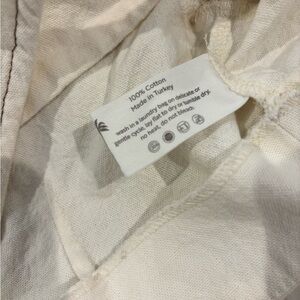 100% Cotton
Made in Turkey
wash in a laundry bag on delicate or
gentle cycle, lay flat to dry or tumble dry,
no heat, do not bleach.